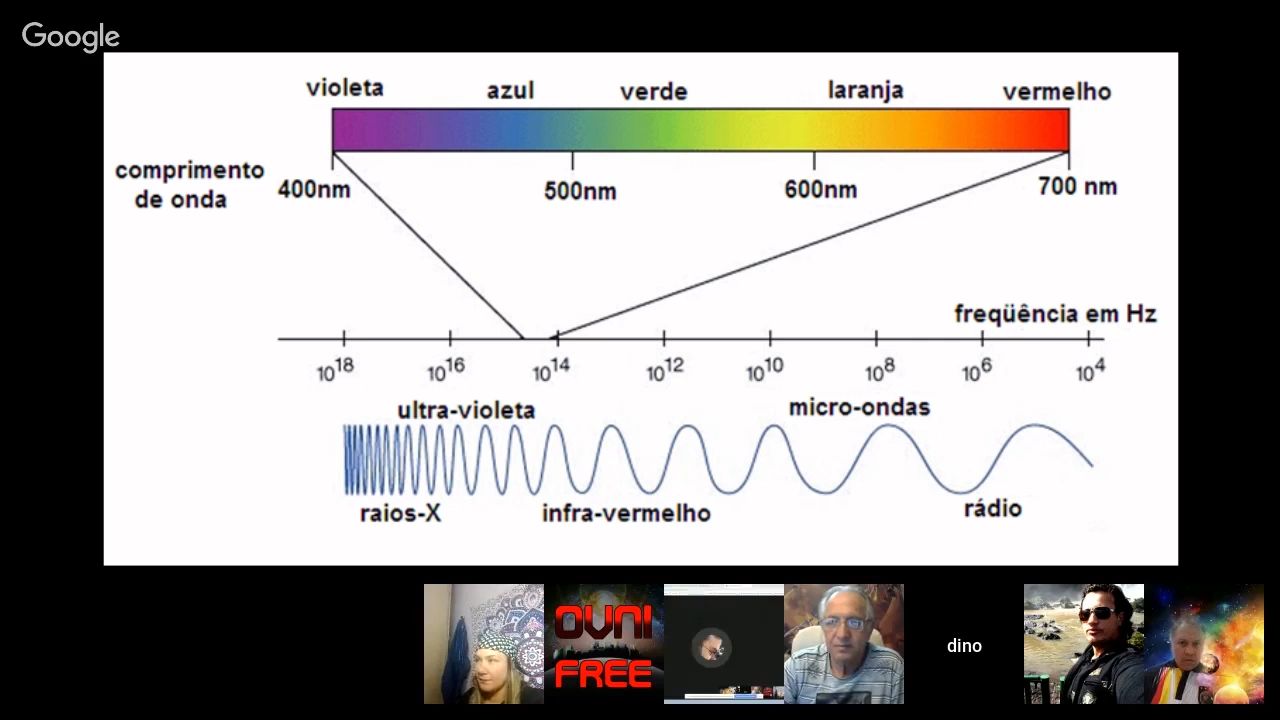 Google
violeta azul verde laranja vermelho
comprimento
de onda
400nm 500nm 600nm 700 nm
freqüência em Hz
10¹⁸ 10¹⁶ 10¹⁴ 10¹² 10¹⁰ 10⁸ 10⁶ 10⁴
ultra-violeta micro-ondas
raios-X infra-vermelho rádio
OVNI
FREE
dino